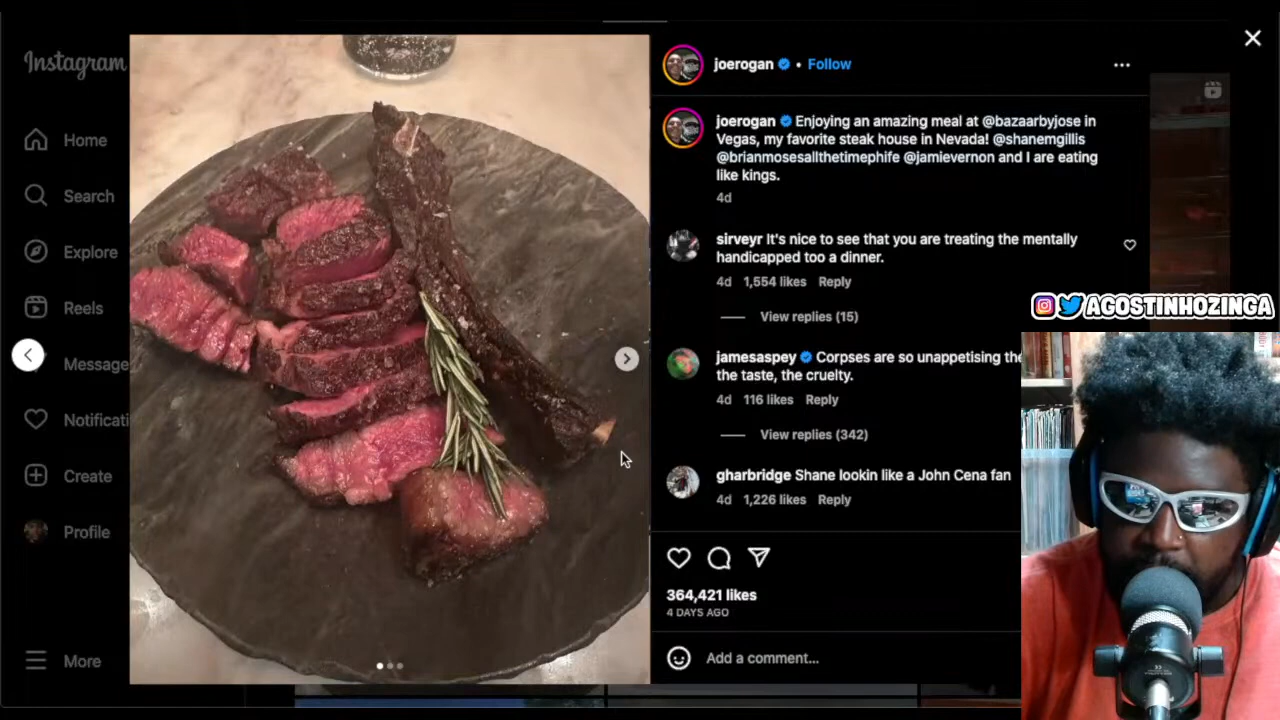 Instagram
Home
Search
Explore
Reels
Message
Notificati
Create
Profile
More
joerogan • Follow
joerogan Enjoying an amazing meal at @bazaarbyjose in
Vegas, my favorite steak house in Nevada! @shanemgillis
@brianmosesallthetimephife @jamievernon and I are eating
like kings.
4d
sirveyr It's nice to see that you are treating the mentally
handicapped too a dinner.
4d 1,554 likes Reply
View replies (15)
jamesaspey Corpses are so unappetising the
the taste, the cruelty.
4d 116 likes Reply
View replies (342)
gharbridge Shane lookin like a John Cena fan
4d 1,226 likes Reply
364,421 likes
4 DAYS AGO
Add a comment...
AGOSTINHOZINGA